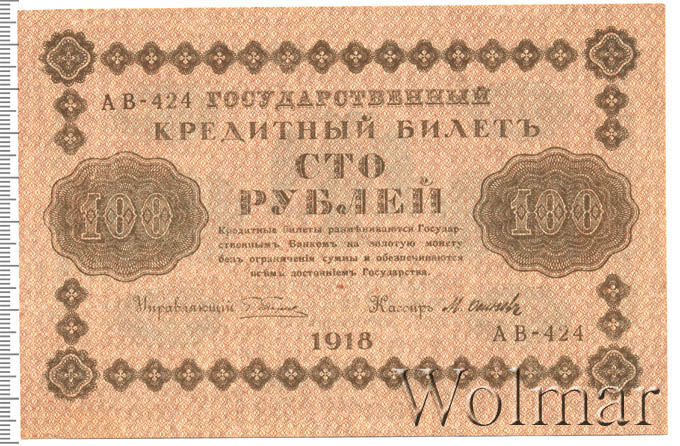 АВ-424 ГОСУДАРСТВЕННЫЙ
КРЕДИТНЫЙ БИЛЕТЪ
СТО
РУБЛЕЙ
100
100
Кредитные билеты размѣниваются Государ-
ственнымъ Банкомъ на золотую монету
безъ ограниченія суммы и обезпечиваются
всѣмъ достояніемъ Государства.
Управляющій
Кассиръ
1918
АВ-424
Wolmar